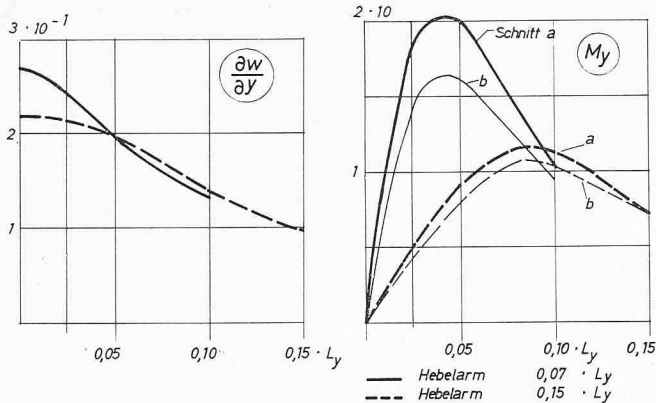 3 · 10⁻¹
∂w
∂y
2
1
0,05
0,10
0,15 · Ly
2 · 10
Schnitt a
My
b
1
a
b
0,05
0,10 · Ly
0,15
Hebelarm 0,07 · Ly
Hebelarm 0,15 · Ly